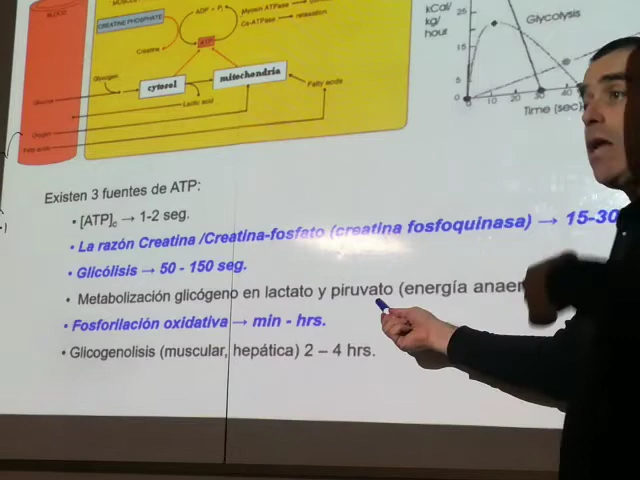 BLOOD
CREATINE PHOSPHATE
ADP + Pi
Myosin ATPase
Ca-ATPase → relaxation
ATP
Creatine
Glycogen
cytosol
mitochondria
Glucose
Lactic acid
Fatty acids
Oxygen
Fatty acids
kCal/
kg/
hour
25
15
5
0
Glycolysis
0 10 20 30 40
Time (sec)
Existen 3 fuentes de ATP:
• [ATP]c → 1-2 seg.
• La razón Creatina /Creatina-fosfato (creatina fosfoquinasa) → 15-30
• Glicólisis → 50 - 150 seg.
• Metabolización glicógeno en lactato y piruvato (energía anaer
• Fosforilación oxidativa → min - hrs.
• Glicogenolisis (muscular, hepática) 2 – 4 hrs.